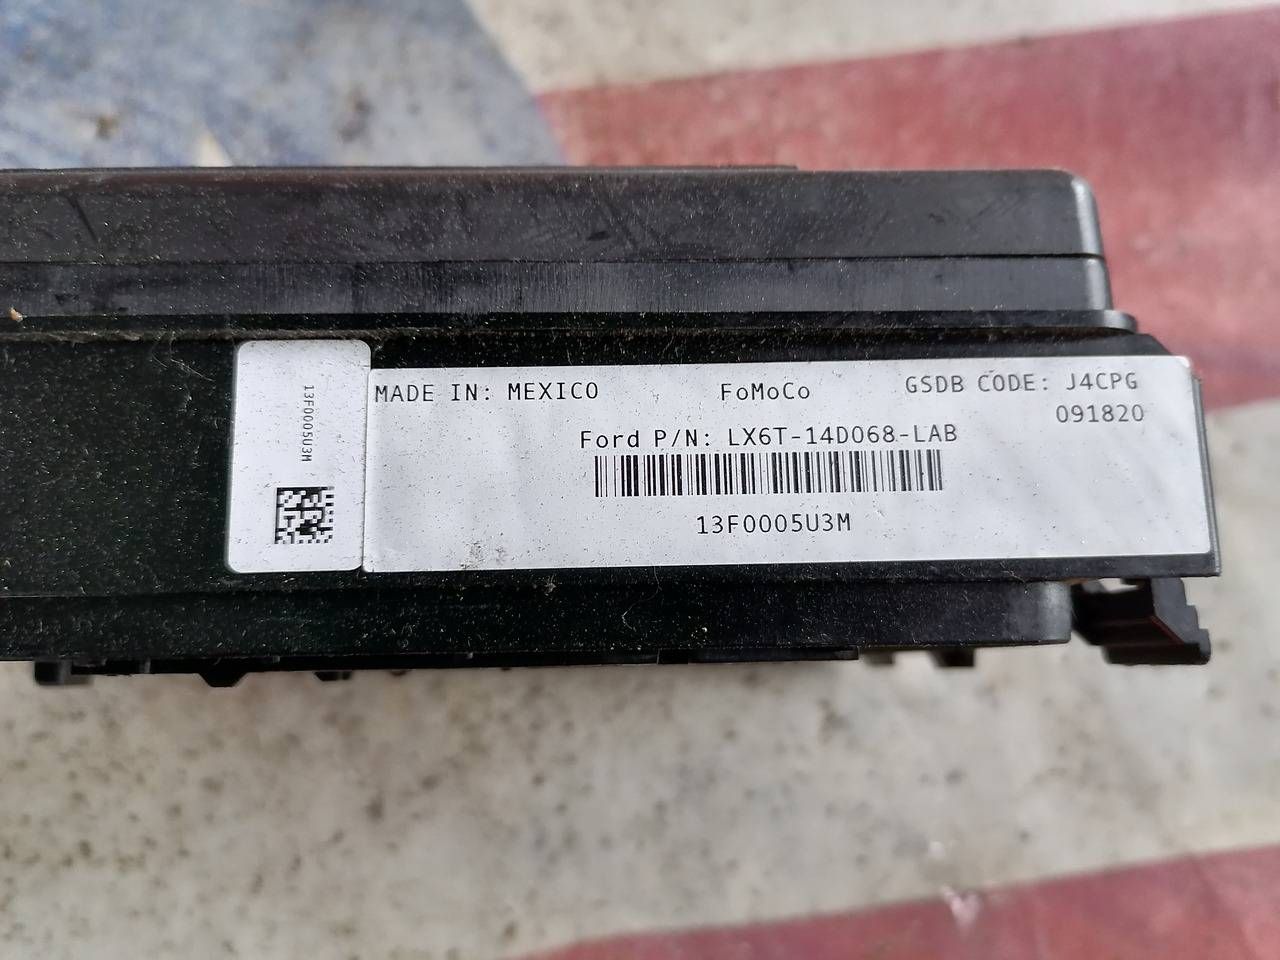 13F0005U3M
MADE IN: MEXICO FoMoCo GSDB CODE: J4CPG
091820
Ford P/N: LX6T-14D068-LAB
13F0005U3M